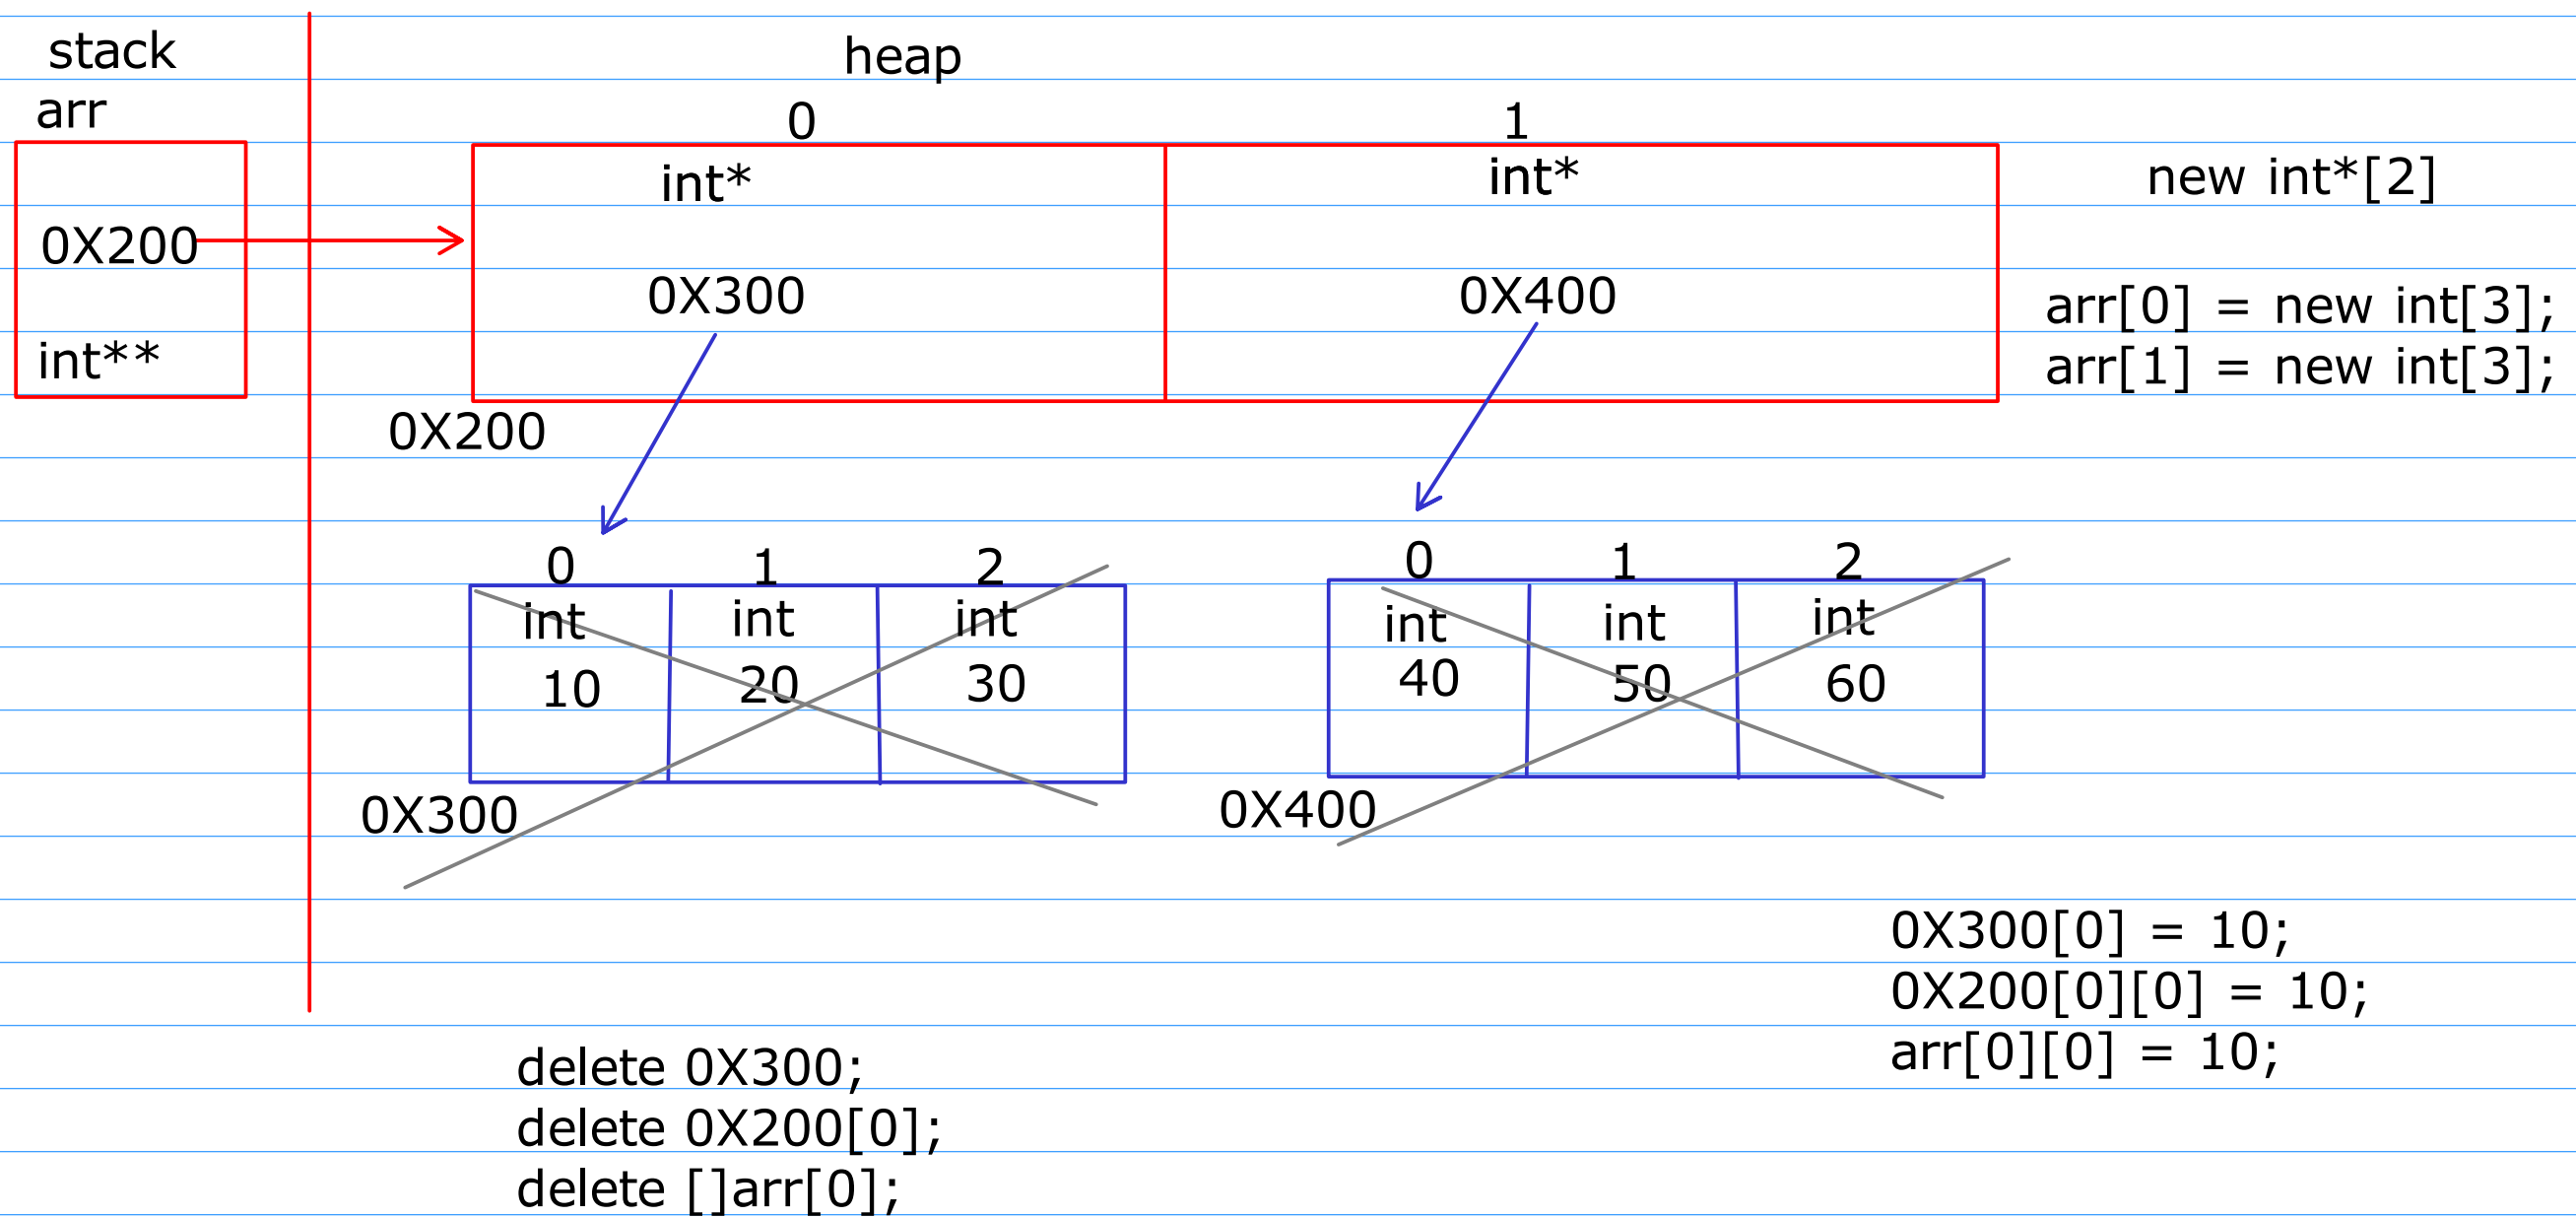 stack
heap
arr
0 1
int* int* new int*[2]
0X200 0X300 0X400 arr[0] = new int[3];
int** arr[1] = new int[3];
0X200
0 1 2 0 1 2
int int int int int int
10 20 30 40 50 60
0X300 0X400
0X300[0] = 10;
0X200[0][0] = 10;
arr[0][0] = 10;
delete 0X300;
delete 0X200[0];
delete []arr[0];